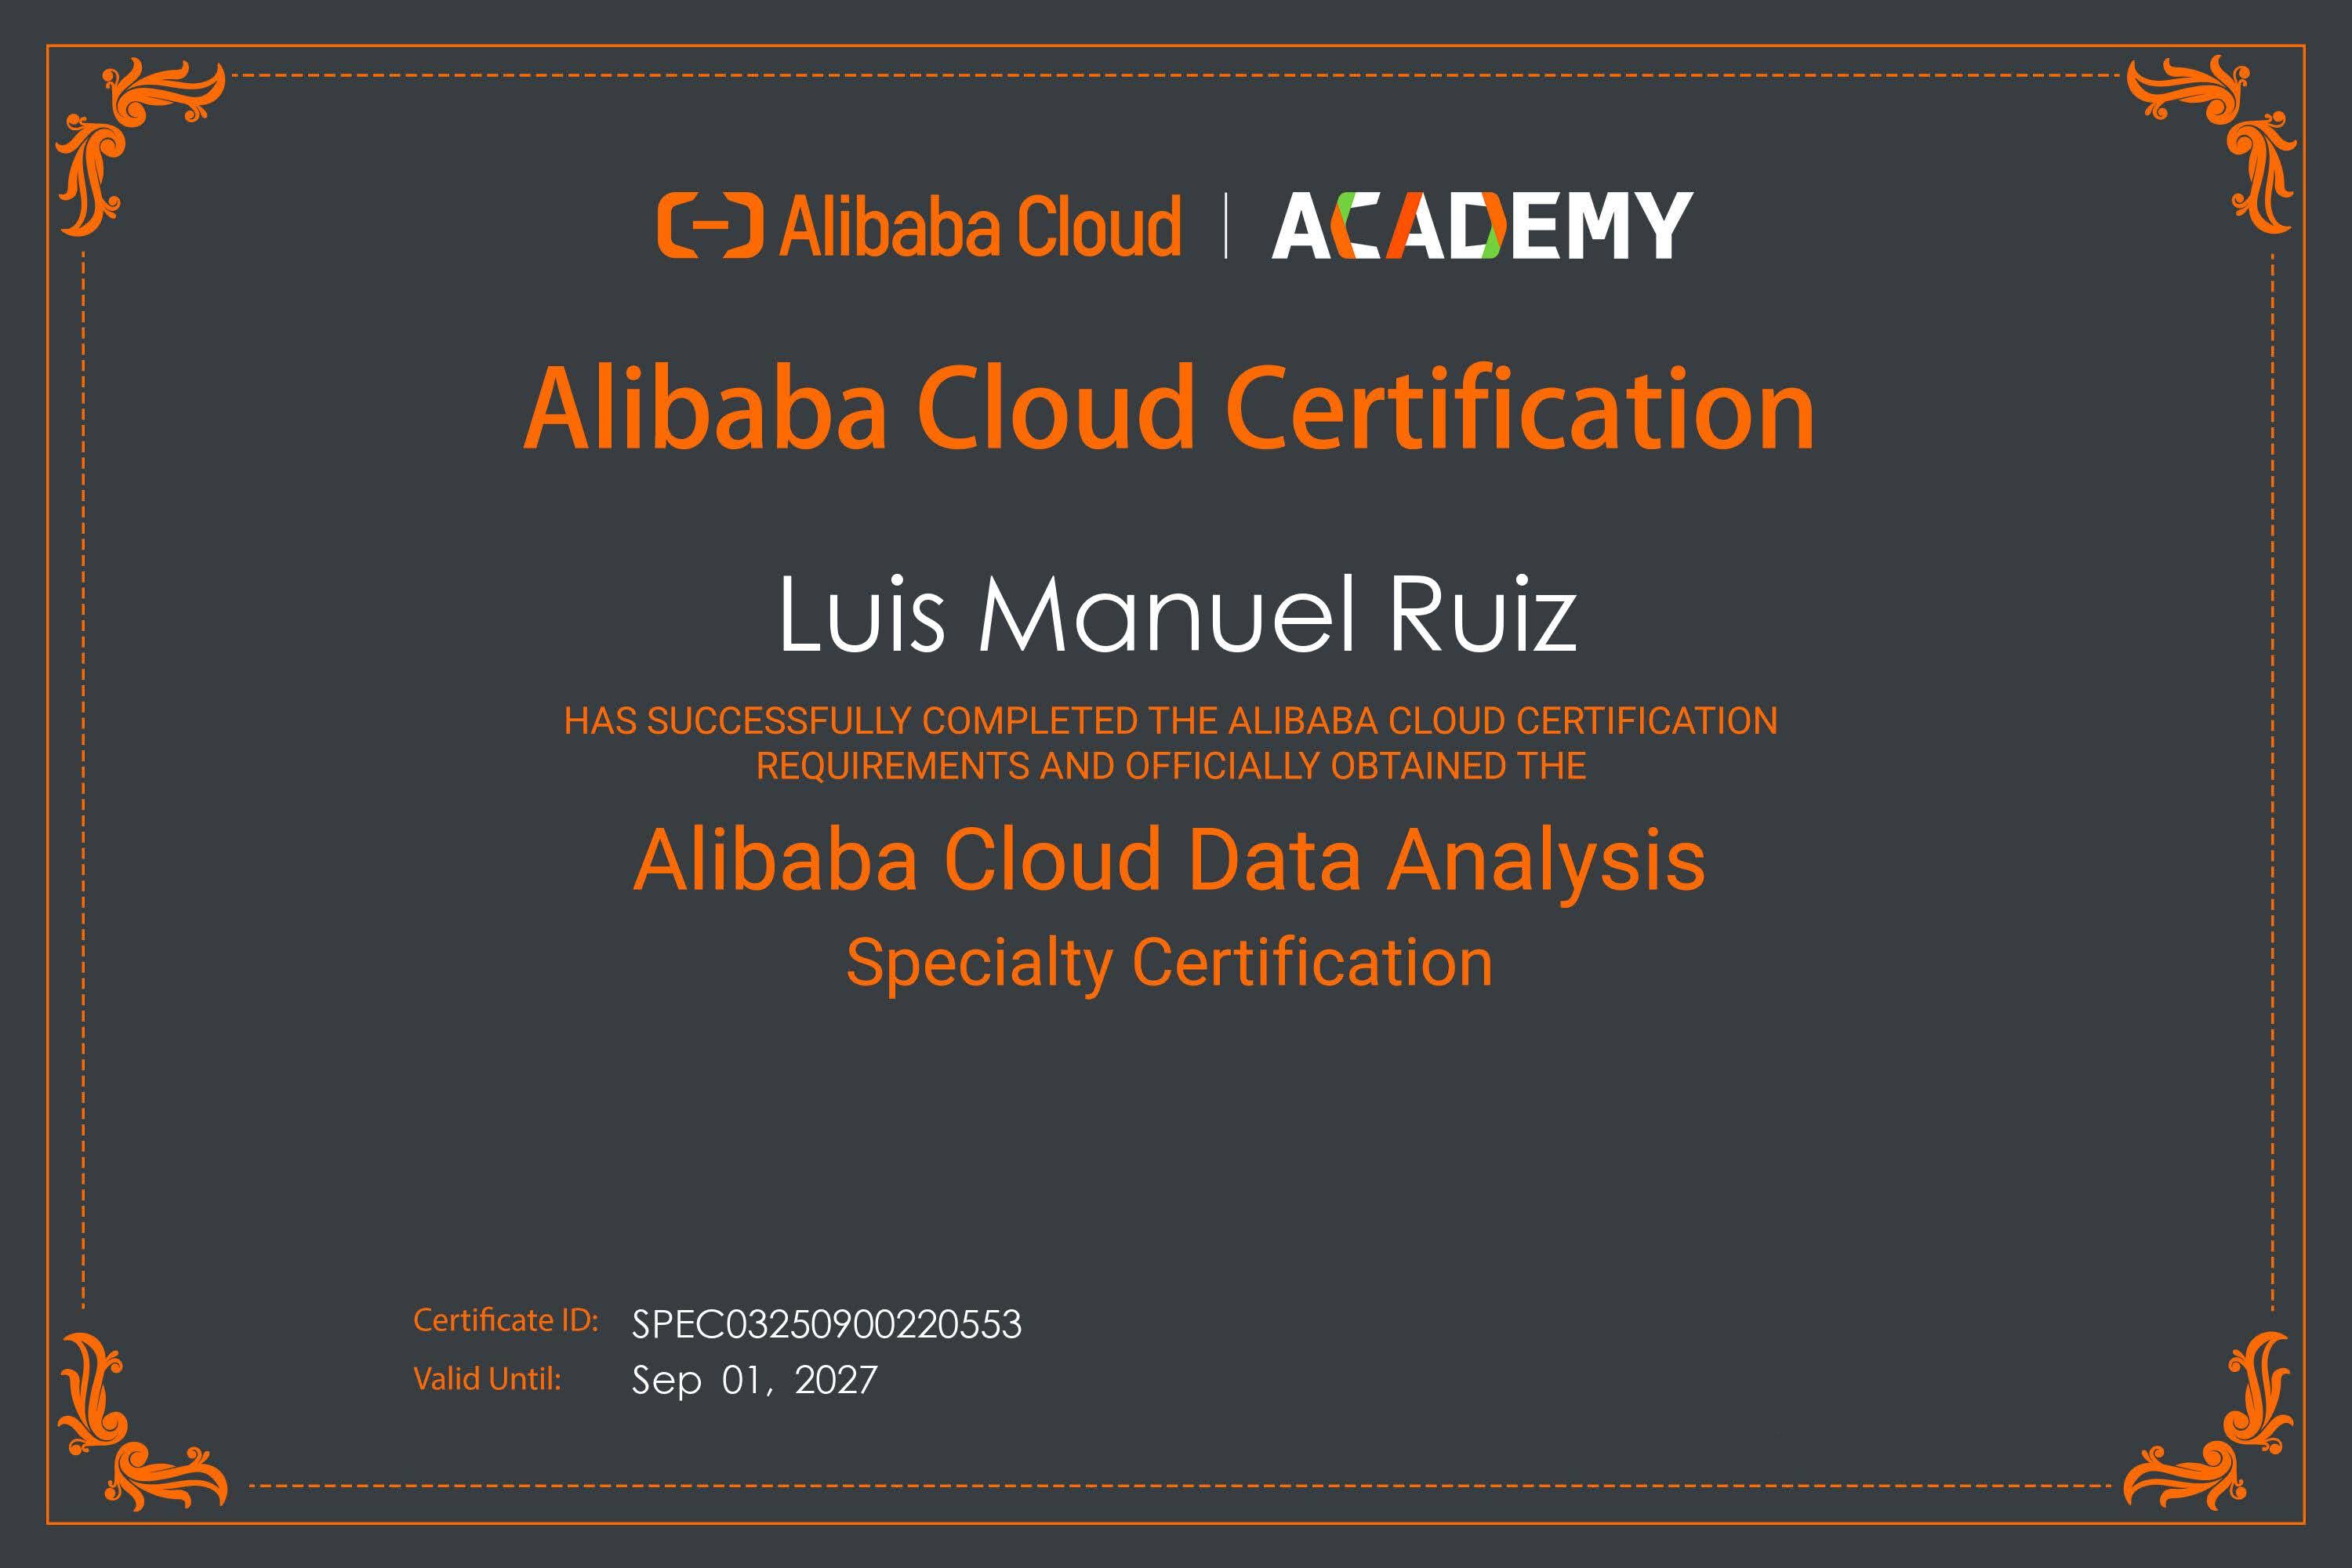 Alibaba Cloud | ACADEMY
Alibaba Cloud Certification
Luis Manuel Ruiz
HAS SUCCESSFULLY COMPLETED THE ALIBABA CLOUD CERTIFICATION
REQUIREMENTS AND OFFICIALLY OBTAINED THE
Alibaba Cloud Data Analysis
Specialty Certification
Certificate ID: SPEC03250900220553
Valid Until: Sep 01, 2027